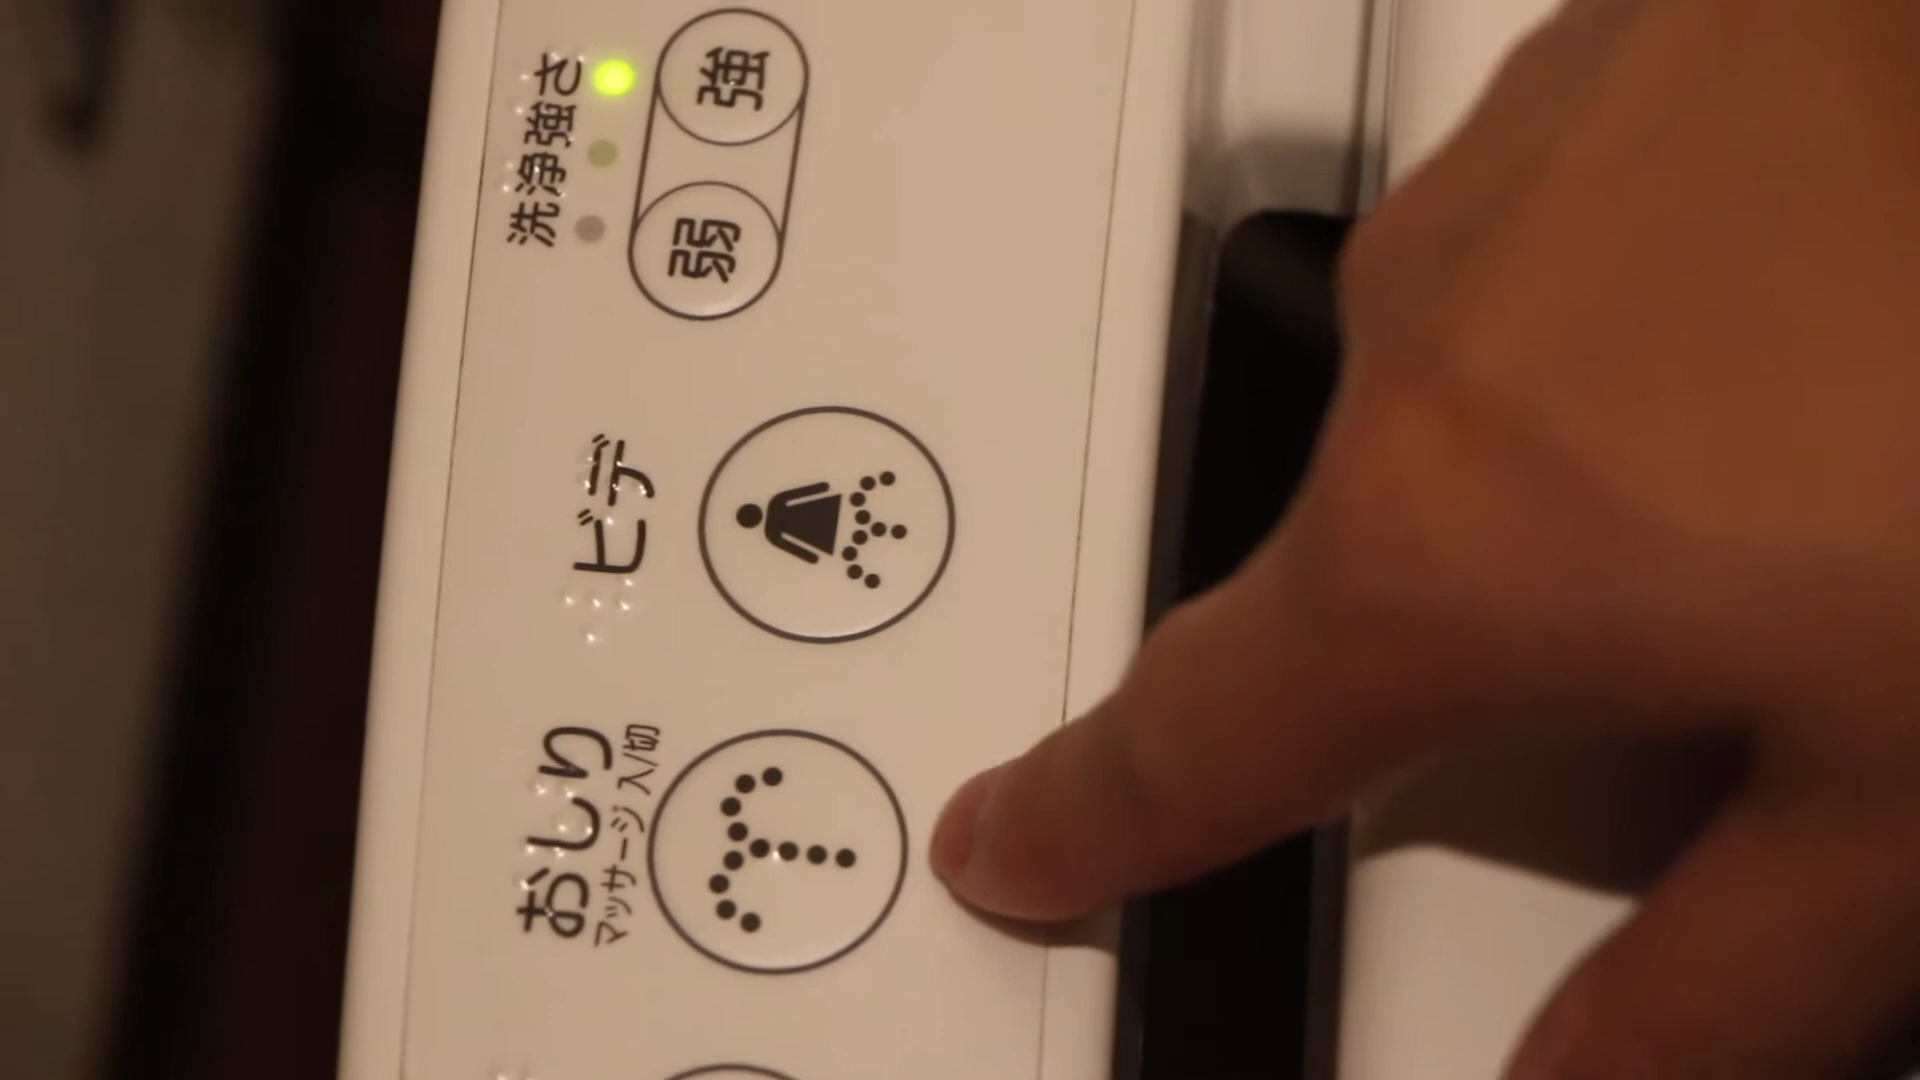 おしり
マッサージ 入/切
ビデ
洗浄強さ
弱
強